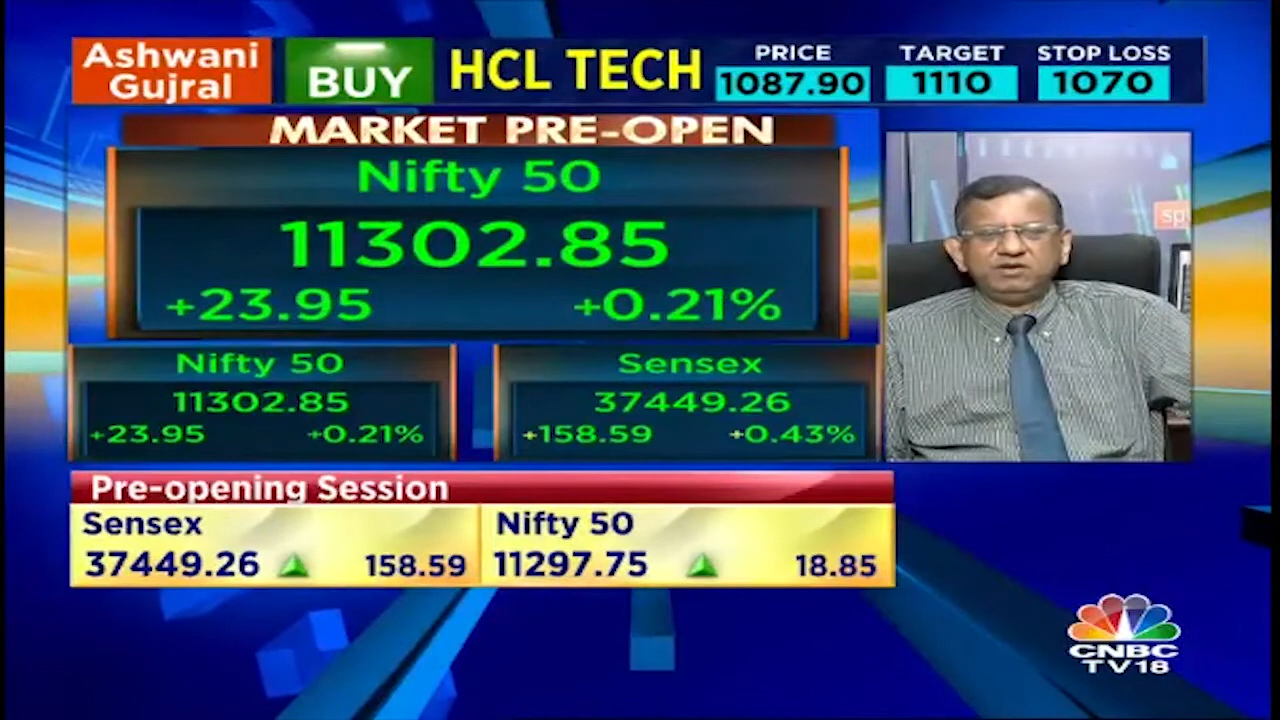 Ashwani
Gujral
BUY
HCL TECH
PRICE
1087.90
TARGET
1110
STOP LOSS
1070
MARKET PRE-OPEN
Nifty 50
11302.85
+23.95 +0.21%
Nifty 50
11302.85
+23.95 +0.21%
Sensex
37449.26
+158.59 +0.43%
Pre-opening Session
Sensex
37449.26 158.59
Nifty 50
11297.75 18.85
CNBC
TV18